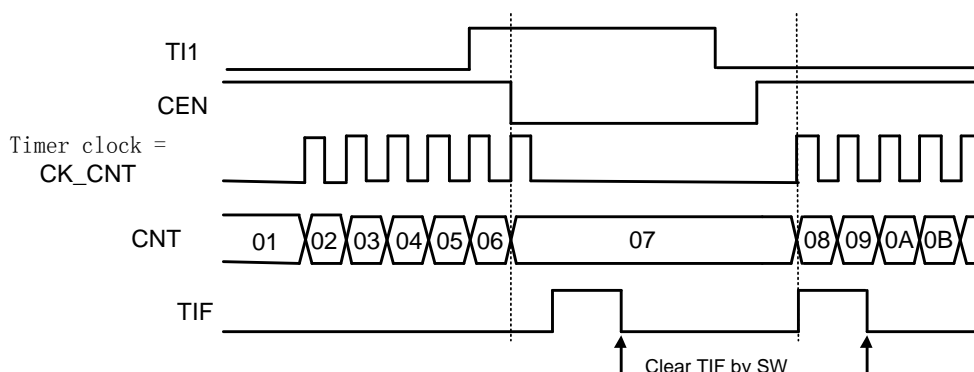 TI1
CEN
Timer clock =
CK_CNT
CNT
01 02 03 04 05 06 07 08 09 0A 0B
TIF
Clear TIF by SW